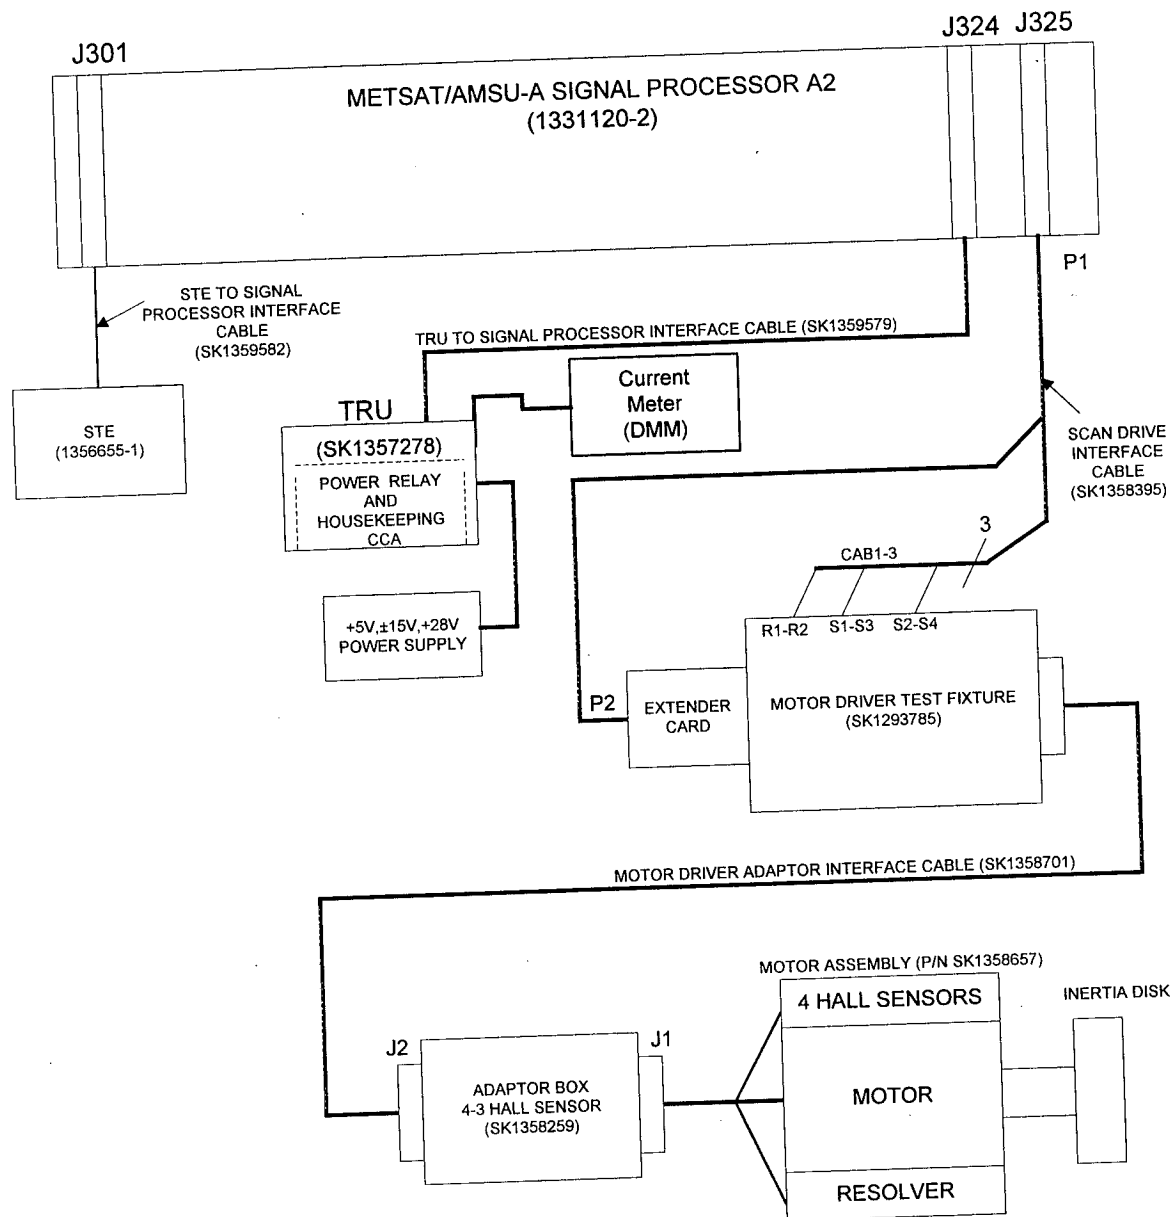 J301
J324
J325
METSAT/AMSU-A SIGNAL PROCESSOR A2
(1331120-2)
P1
STE TO SIGNAL
PROCESSOR INTERFACE
CABLE
(SK1359582)
TRU TO SIGNAL PROCESSOR INTERFACE CABLE (SK1359579)
STE
(1356655-1)
TRU
(SK1357278)
POWER RELAY
AND
HOUSEKEEPING
CCA
Current
Meter
(DMM)
SCAN DRIVE
INTERFACE
CABLE
(SK1358395)
3
CAB1-3
+5V,±15V,+28V
POWER SUPPLY
R1-R2
S1-S3
S2-S4
P2
EXTENDER
CARD
MOTOR DRIVER TEST FIXTURE
(SK1293785)
MOTOR DRIVER ADAPTOR INTERFACE CABLE (SK1358701)
MOTOR ASSEMBLY (P/N SK1358657)
4 HALL SENSORS
INERTIA DISK
J2
J1
ADAPTOR BOX
4-3 HALL SENSOR
(SK1358259)
MOTOR
RESOLVER